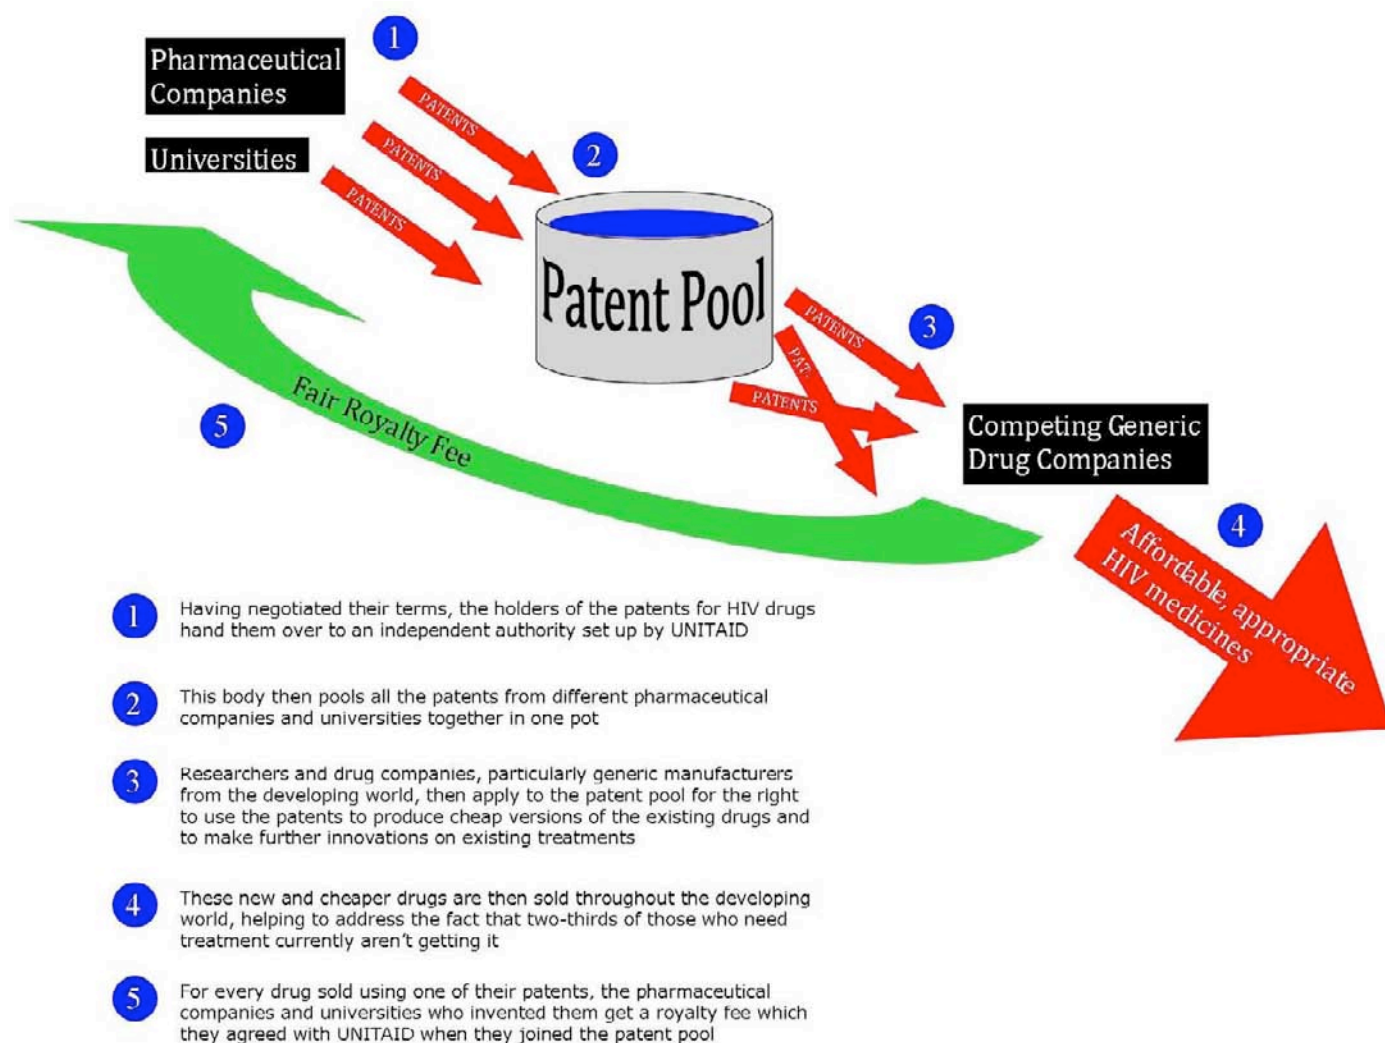 1
Pharmaceutical
Companies
Universities
PATENTS
PATENTS
PATENTS
2
Patent Pool
PATENTS
PAT.
PATENTS
3
Fair Royalty Fee
5
Competing Generic
Drug Companies
4
Affordable, appropriate
HIV medicines
1 Having negotiated their terms, the holders of the patents for HIV drugs
hand them over to an independent authority set up by UNITAID
2 This body then pools all the patents from different pharmaceutical
companies and universities together in one pot
3 Researchers and drug companies, particularly generic manufacturers
from the developing world, then apply to the patent pool for the right
to use the patents to produce cheap versions of the existing drugs and
to make further innovations on existing treatments
4 These new and cheaper drugs are then sold throughout the developing
world, helping to address the fact that two-thirds of those who need
treatment currently aren't getting it
5 For every drug sold using one of their patents, the pharmaceutical
companies and universities who invented them get a royalty fee which
they agreed with UNITAID when they joined the patent pool